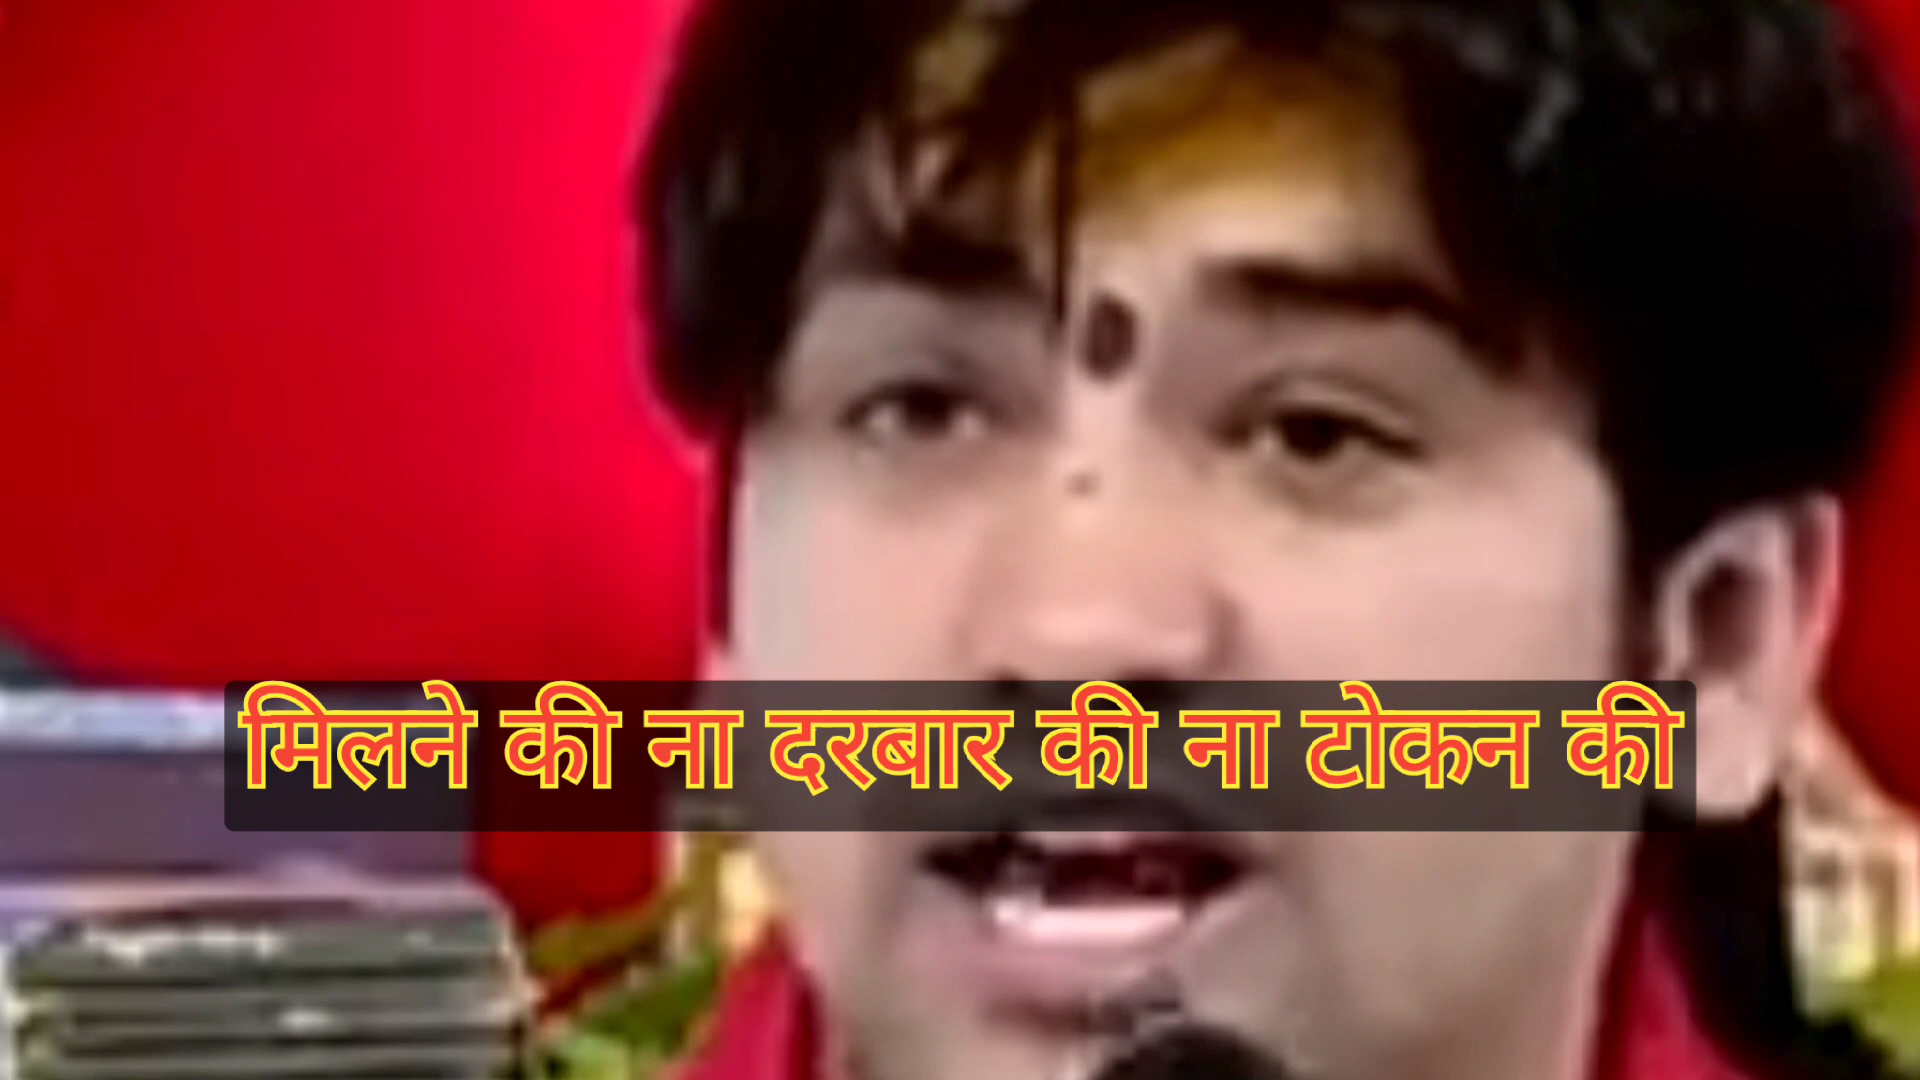 मिलने की ना दरबार की ना टोकन की